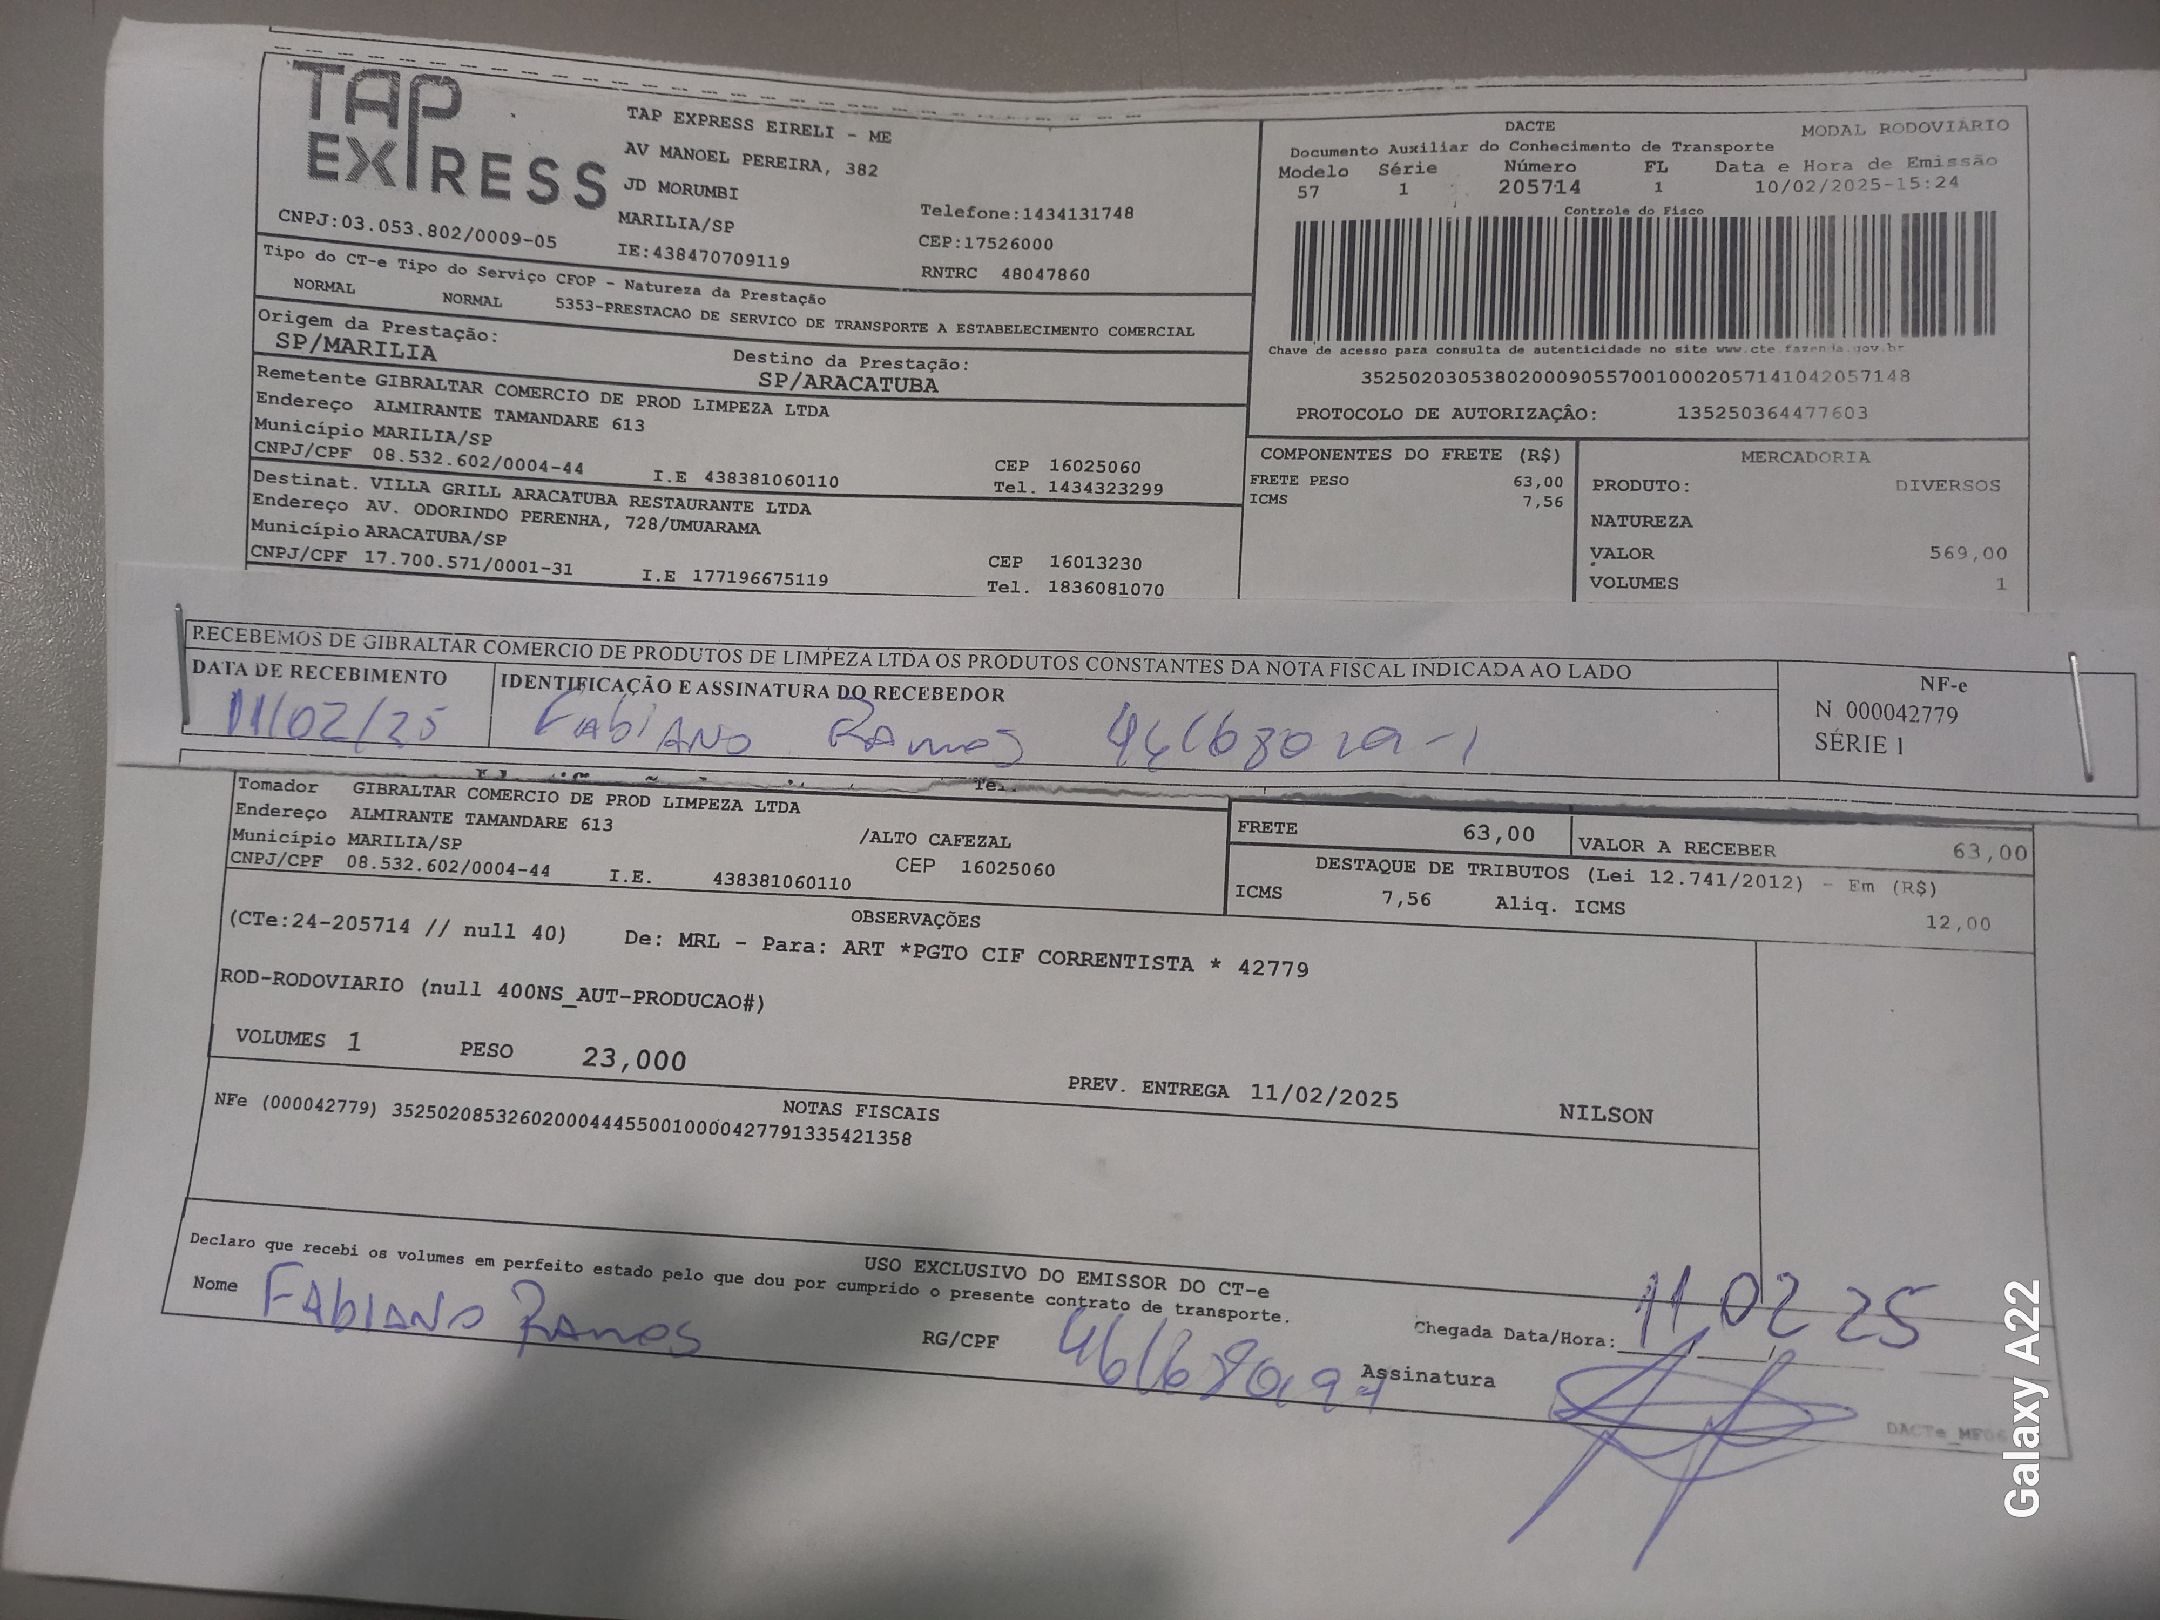 TAP EXPRESS
TAP EXPRESS EIRELI - ME
AV MANOEL PEREIRA, 382
JD MORUMBI
MARILIA/SP Telefone:1434131748
CNPJ:03.053.802/0009-05 IE:438470709119 CEP:17526000
RNTRC 48047860
DACTE MODAL RODOVIÁRIO
Documento Auxiliar do Conhecimento de Transporte
Modelo Série Número FL Data e Hora de Emissão
57 1 205714 1 10/02/2025-15:24
Controle do Fisco
Chave de acesso para consulta de autenticidade no site www.cte.fazenda.gov.br
35250203053802000905570010002057141042057148
PROTOCOLO DE AUTORIZAÇÃO: 135250364477603
Tipo do CT-e Tipo do Serviço CFOP - Natureza da Prestação
NORMAL NORMAL 5353-PRESTACAO DE SERVICO DE TRANSPORTE A ESTABELECIMENTO COMERCIAL
Origem da Prestação: Destino da Prestação:
SP/MARILIA SP/ARACATUBA
Remetente GIBRALTAR COMERCIO DE PROD LIMPEZA LTDA
Endereço ALMIRANTE TAMANDARE 613
Município MARILIA/SP CEP 16025060
CNPJ/CPF 08.532.602/0004-44 I.E 438381060110 Tel. 1434323299
Destinat. VILLA GRILL ARACATUBA RESTAURANTE LTDA
Endereço AV. ODORINDO PERENHA, 728/UMUARAMA
Município ARACATUBA/SP CEP 16013230
CNPJ/CPF 17.700.571/0001-31 I.E 177196675119 Tel. 1836081070
COMPONENTES DO FRETE (R$)
FRETE PESO 63,00
ICMS 7,56
MERCADORIA
PRODUTO: DIVERSOS
NATUREZA
VALOR 569,00
VOLUMES 1
RECEBEMOS DE GIBRALTAR COMERCIO DE PRODUTOS DE LIMPEZA LTDA OS PRODUTOS CONSTANTES DA NOTA FISCAL INDICADA AO LADO
DATA DE RECEBIMENTO IDENTIFICAÇÃO E ASSINATURA DO RECEBEDOR
11/02/25 Fabiano Ramos
NF-e
N 000042779
SÉRIE 1
Tomador GIBRALTAR COMERCIO DE PROD LIMPEZA LTDA
Endereço ALMIRANTE TAMANDARE 613 /ALTO CAFEZAL
Município MARILIA/SP CEP 16025060
CNPJ/CPF 08.532.602/0004-44 I.E. 438381060110
FRETE 63,00 VALOR A RECEBER 63,00
DESTAQUE DE TRIBUTOS (Lei 12.741/2012) - Em (R$)
ICMS 7,56 Aliq. ICMS 12,00
OBSERVAÇÕES
(CTe:24-205714 // null 40) De: MRL - Para: ART *PGTO CIF CORRENTISTA * 42779
ROD-RODOVIARIO (null 400NS_AUT-PRODUCAO#)
VOLUMES 1 PESO 23,000 PREV. ENTREGA 11/02/2025 NILSON
NOTAS FISCAIS
NFe (000042779) 35250208532602000444550010000427791335421358
USO EXCLUSIVO DO EMISSOR DO CT-e
Declaro que recebi os volumes em perfeito estado pelo que dou por cumprido o presente contrato de transporte.
Nome Fabiano Ramos RG/CPF Chegada Data/Hora: 11 02 25
Assinatura
Galaxy A22